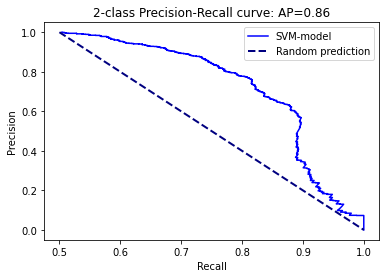 2-class Precision-Recall curve: AP=0.86
SVM-model
Random prediction
Precision
1.0
0.8
0.6
0.4
0.2
0.0
0.5
0.6
0.7
0.8
0.9
1.0
Recall